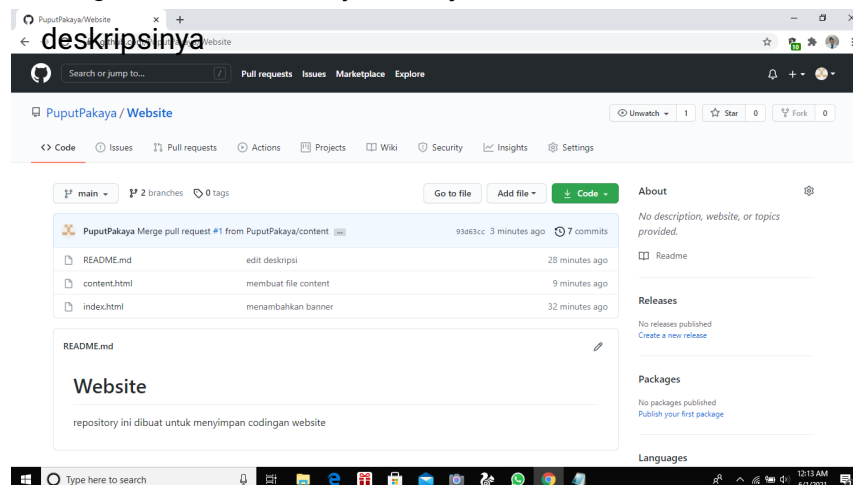 PuputPakaya/Website
deskripsinya
Search or jump to... /
Pull requests Issues Marketplace Explore
PuputPakaya / Website
Unwatch 1 Star 0 Fork 0
Code Issues Pull requests Actions Projects Wiki Security Insights Settings
main 2 branches 0 tags
Go to file Add file Code
PuputPakaya Merge pull request #1 from PuputPakaya/content ... 93d63cc 3 minutes ago 7 commits
README.md edit deskripsi 28 minutes ago
content.html membuat file content 9 minutes ago
index.html menambahkan banner 32 minutes ago
README.md
Website
repository ini dibuat untuk menyimpan codingan website
About
No description, website, or topics
provided.
Readme
Releases
No releases published
Create a new release
Packages
No packages published
Publish your first package
Languages
Type here to search
12:13 AM